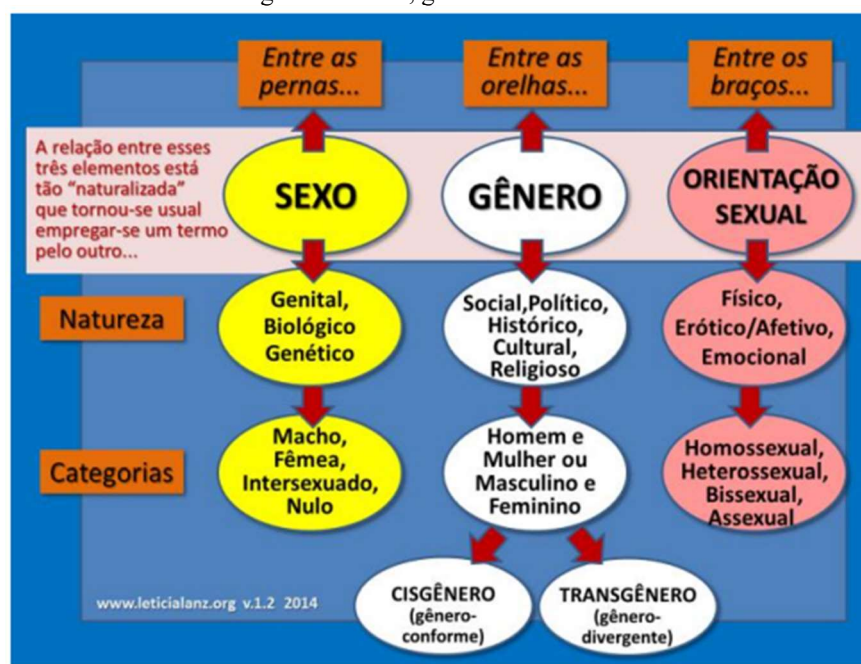 Entre as
pernas...
Entre as
orelhas...
Entre os
braços...
A relação entre esses
três elementos está
tão “naturalizada”
que tornou-se usual
empregar-se um termo
pelo outro...
SEXO
GÊNERO
ORIENTAÇÃO
SEXUAL
Natureza
Genital,
Biológico
Genético
Social,Político,
Histórico,
Cultural,
Religioso
Físico,
Erótico/Afetivo,
Emocional
Categorias
Macho,
Fêmea,
Intersexuado,
Nulo
Homem e
Mulher ou
Masculino e
Feminino
Homossexual,
Heterossexual,
Bissexual,
Assexual
CISGÊNERO
(gênero-
conforme)
TRANSGÊNERO
(gênero-
divergente)
www.leticialanz.org v.1.2 2014